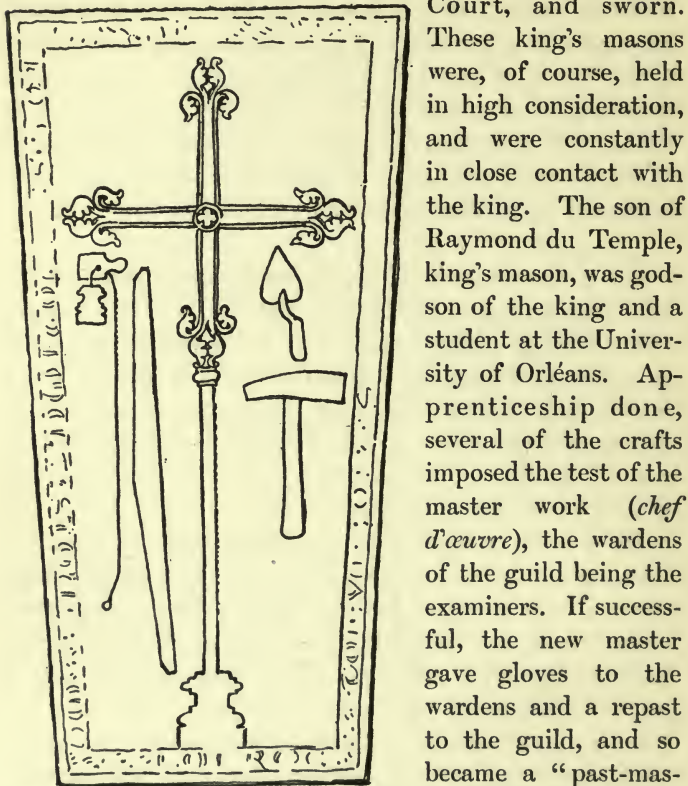 Court, and sworn.
These king's masons
were, of course, held
in high consideration,
and were constantly
in close contact with
the king. The son of
Raymond du Temple,
king's mason, was god-
son of the king and a
student at the Univer-
sity of Orléans. Ap-
prenticeship done,
several of the crafts
imposed the test of the
master work (chef
d'œuvre), the wardens
of the guild being the
examiners. If success-
ful, the new master
gave gloves to the
wardens and a repast
to the guild, and so
became a “past-mas-